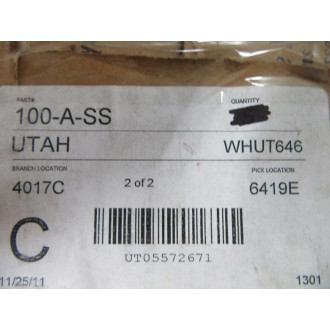 PART# QUANTITY
100-A-SS
UTAH WHUT646
BRANCH LOCATION PICK LOCATION
4017C 2 of 2 6419E
C
UT05572671
11/25/11 1301